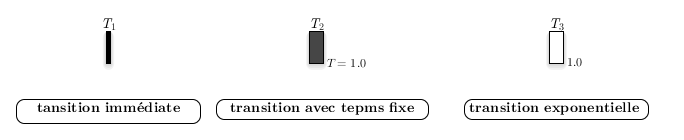 T1 T2 T3
T = 1.0 1.0
tansition immédiate transition avec tepms fixe transition exponentielle